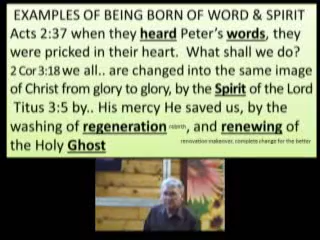 EXAMPLES OF BEING BORN OF WORD & SPIRIT
Acts 2:37 when they heard Peter's words, they
were pricked in their heart.  What shall we do?
2 Cor 3:18 we all.. are changed into the same image
of Christ from glory to glory, by the Spirit of the Lord
Titus 3:5 by.. His mercy He saved us, by the
washing of regeneration rebirth, and renewing of
the Holy Ghost renovation makeover, complete change for the better